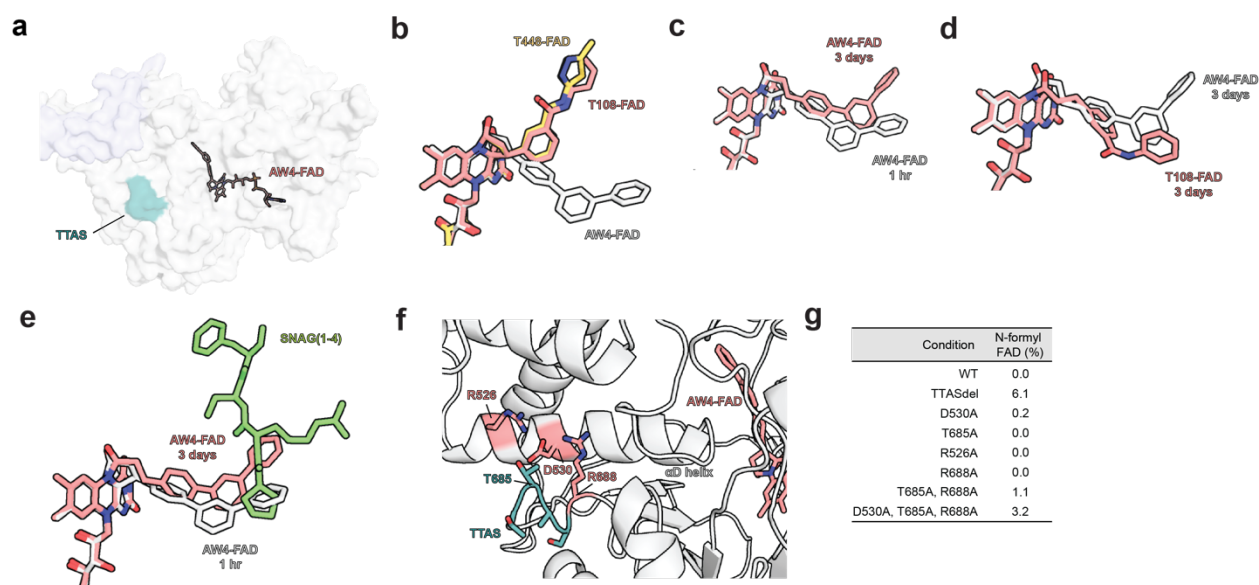 a
AW4-FAD
TTAS
b
T448-FAD
T108-FAD
AW4-FAD
c
AW4-FAD
3 days
AW4-FAD
1 hr
d
AW4-FAD
3 days
T108-FAD
3 days
e
SNAG(1-4)
AW4-FAD
3 days
AW4-FAD
1 hr
f
R526
AW4-FAD
D530
αD helix
T685
R688
TTAS
g
Condition N-formyl FAD (%)
WT 0.0
TTASdel 6.1
D530A 0.2
T685A 0.0
R526A 0.0
R688A 0.0
T685A, R688A 1.1
D530A, T685A, R688A 3.2